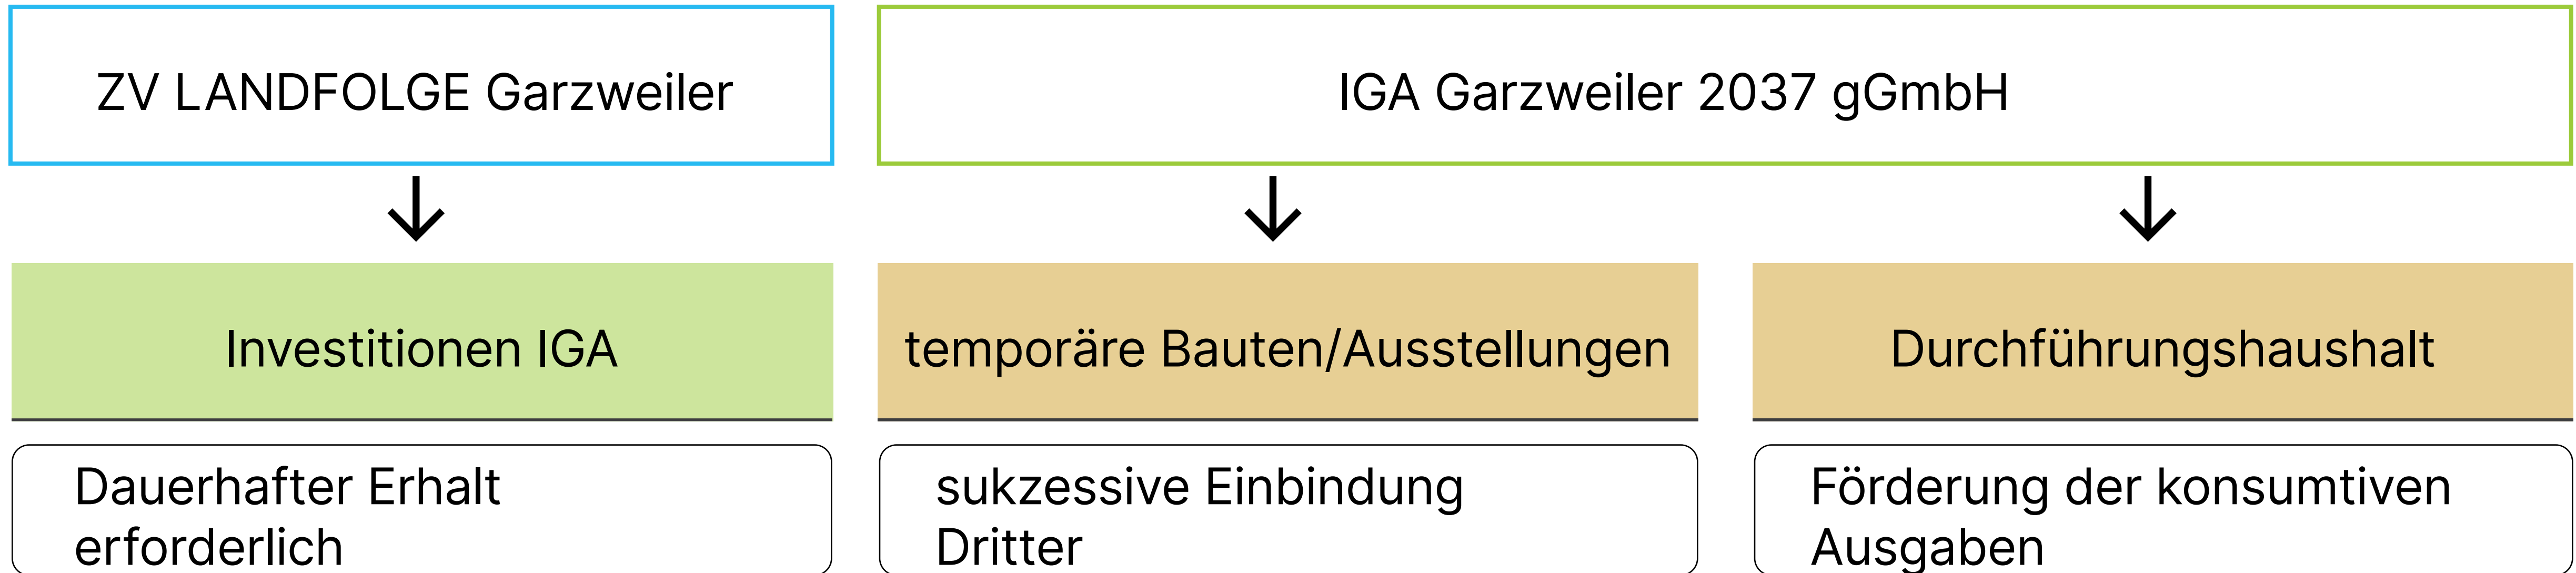 ZV LANDFOLGE Garzweiler
IGA Garzweiler 2037 gGmbH
Investitionen IGA
temporäre Bauten/Ausstellungen
Durchführungshaushalt
Dauerhafter Erhalt
erforderlich
sukzessive Einbindung
Dritter
Förderung der konsumtiven
Ausgaben